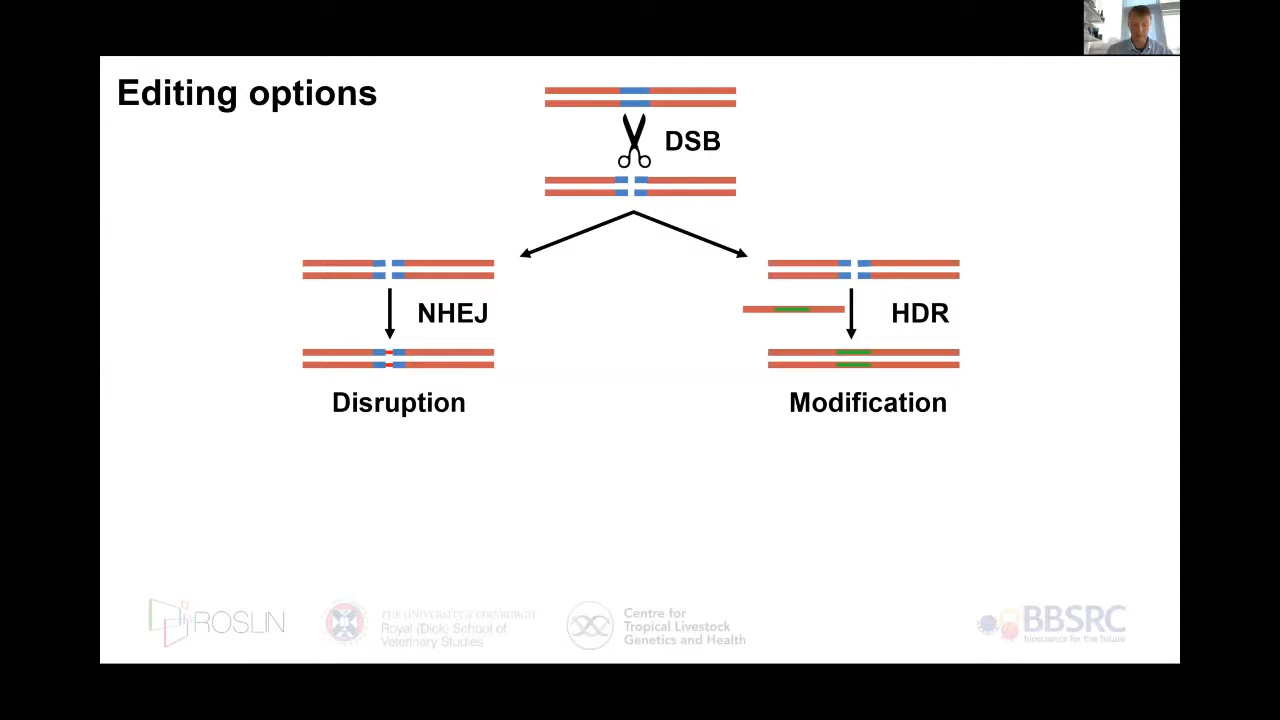 Editing options
DSB
NHEJ
HDR
Disruption
Modification
ROSLIN
THE UNIVERSITY of EDINBURGH
Royal (Dick) School of
Veterinary Studies
Centre for
Tropical Livestock
Genetics and Health
BBSRC
bioscience for the future